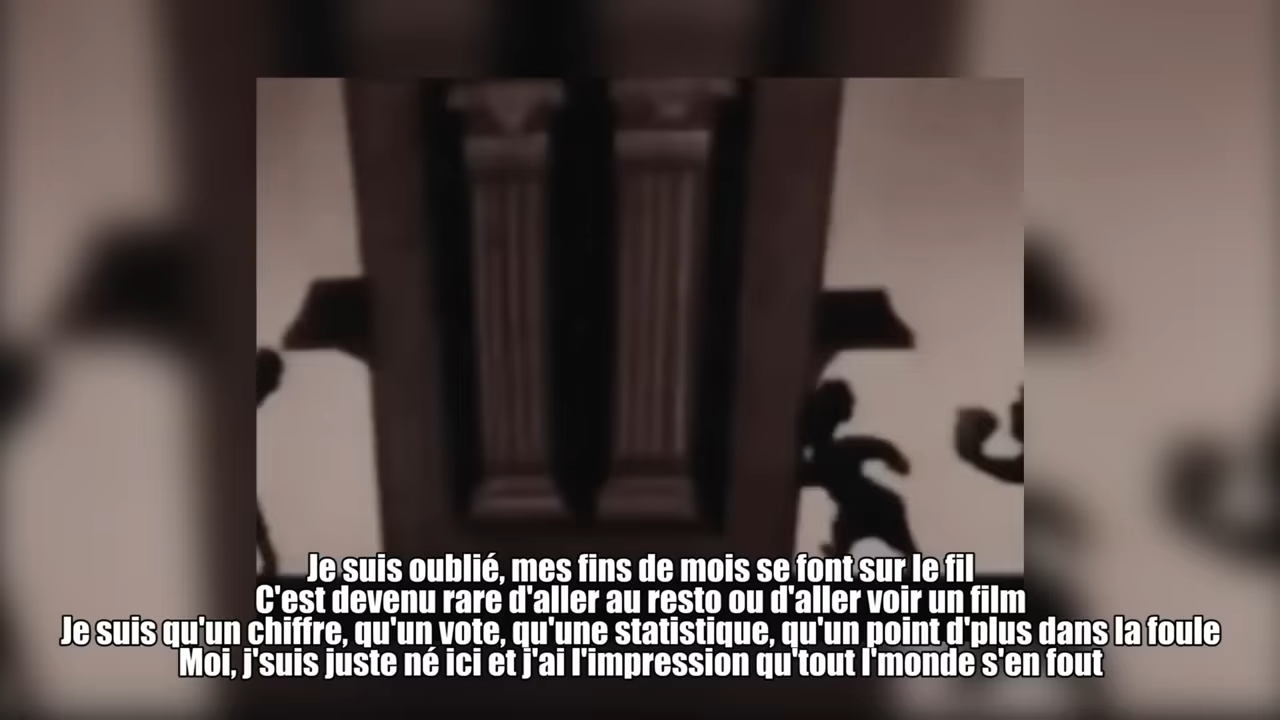 Je suis oublié, mes fins de mois se font sur le fil
C'est devenu rare d'aller au resto ou d'aller voir un film
Je suis qu'un chiffre, qu'un vote, qu'une statistique, qu'un point d'plus dans la foule
Moi, j'suis juste né ici et j'ai l'impression qu'tout l'monde s'en fout